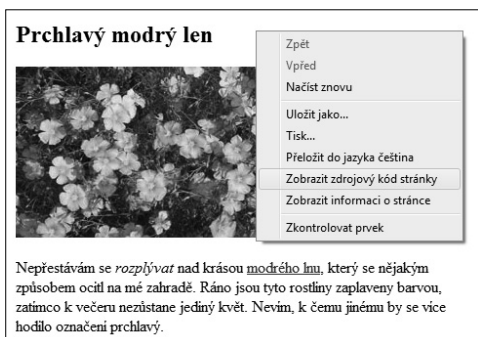 Prchlavý modrý len
Zpět
Vpřed
Načíst znovu
Uložit jako...
Tisk...
Přeložit do jazyka čeština
Zobrazit zdrojový kód stránky
Zobrazit informaci o stránce
Zkontrolovat prvek
Nepřestávám se rozplývat nad krásou modrého lnu, který se nějakým
způsobem ocitl na mé zahradě. Ráno jsou tyto rostliny zaplaveny barvou,
zatímco k večeru nezůstane jediný květ. Nevím, k čemu jinému by se více
hodilo označení prchlavý.